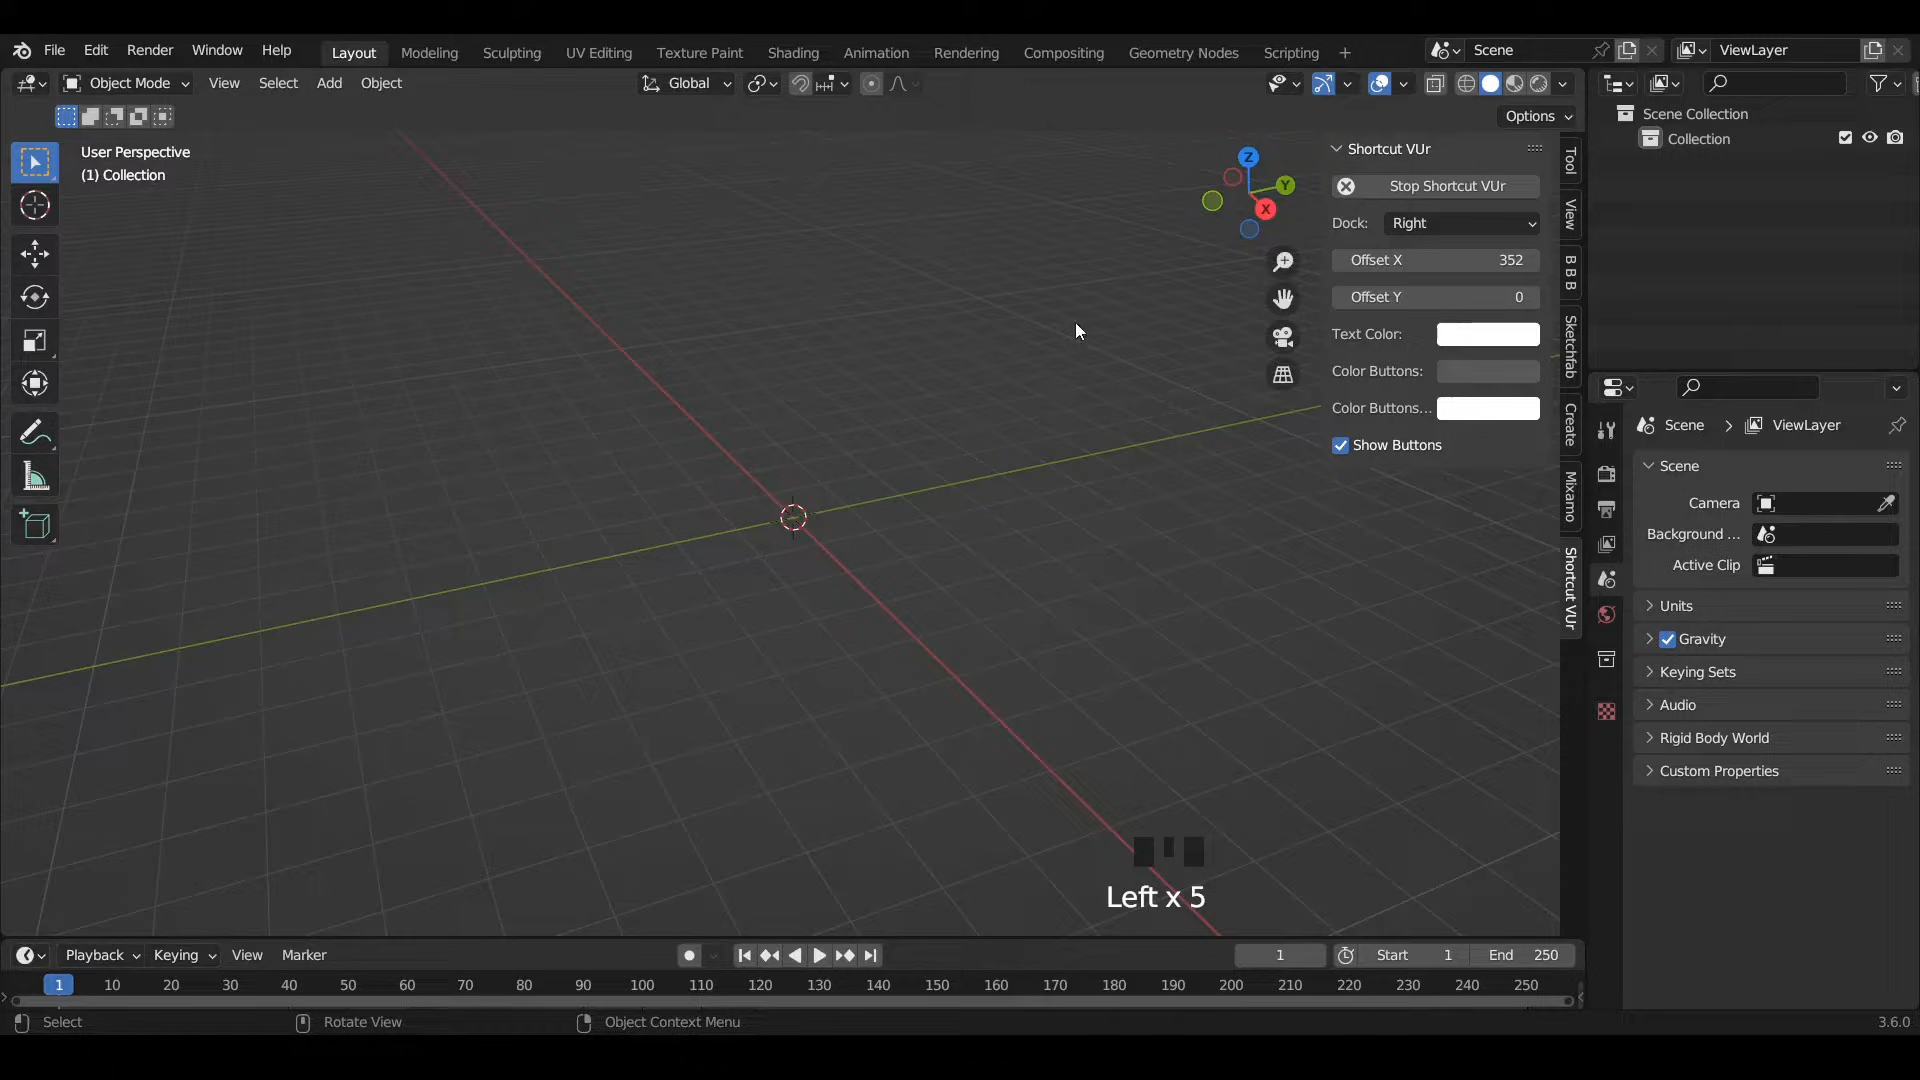 File Edit Render Window Help Layout Modeling Sculpting UV Editing Texture Paint Shading Animation Rendering Compositing Geometry Nodes Scripting + Scene ViewLayer
Object Mode View Select Add Object Global
Options
User Perspective
(1) Collection
Z
Y
X
Shortcut VUr
Stop Shortcut VUr
Dock: Right
Offset X 352
Offset Y 0
Text Color:
Color Buttons:
Color Buttons...
Show Buttons
Tool
View
B B B
Sketchfab
Create
Mixamo
Shortcut VUr
Scene Collection
Collection
Scene > ViewLayer
Scene
Camera
Background ...
Active Clip
Units
Gravity
Keying Sets
Audio
Rigid Body World
Custom Properties
Left x 5
Playback Keying View Marker 1 Start 1 End 250
1 10 20 30 40 50 60 70 80 90 100 110 120 130 140 150 160 170 180 190 200 210 220 230 240 250
Select Rotate View Object Context Menu 3.6.0